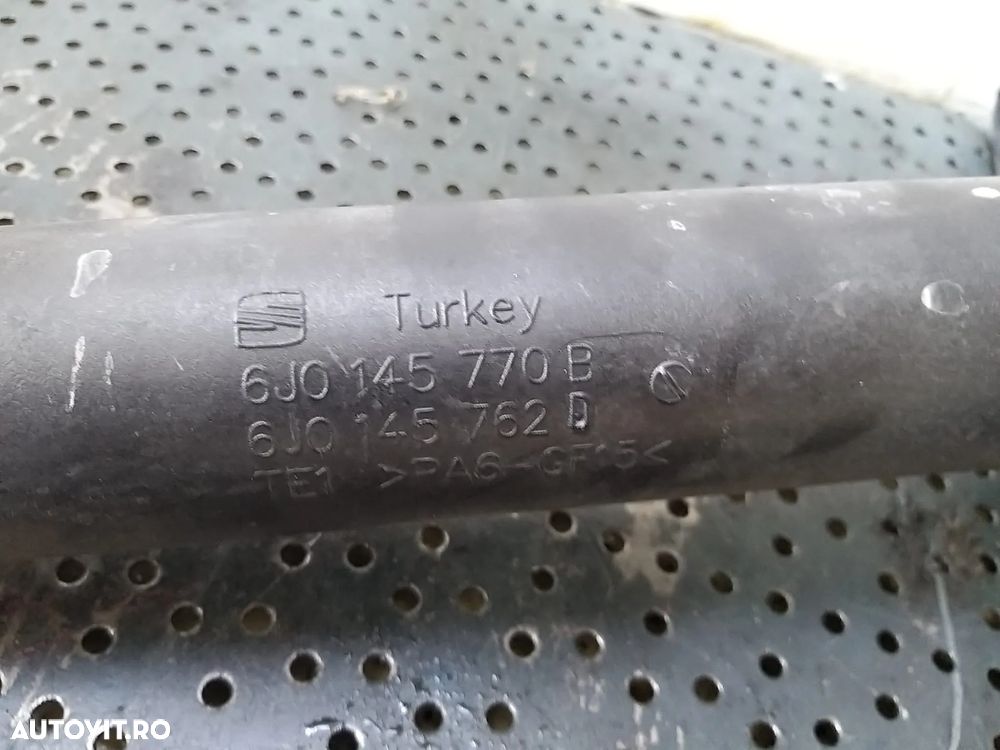 Turkey
6J0 145 770 B
6J0 145 762 D
TE1 >PA6-GF15<
AUTOVIT.RO